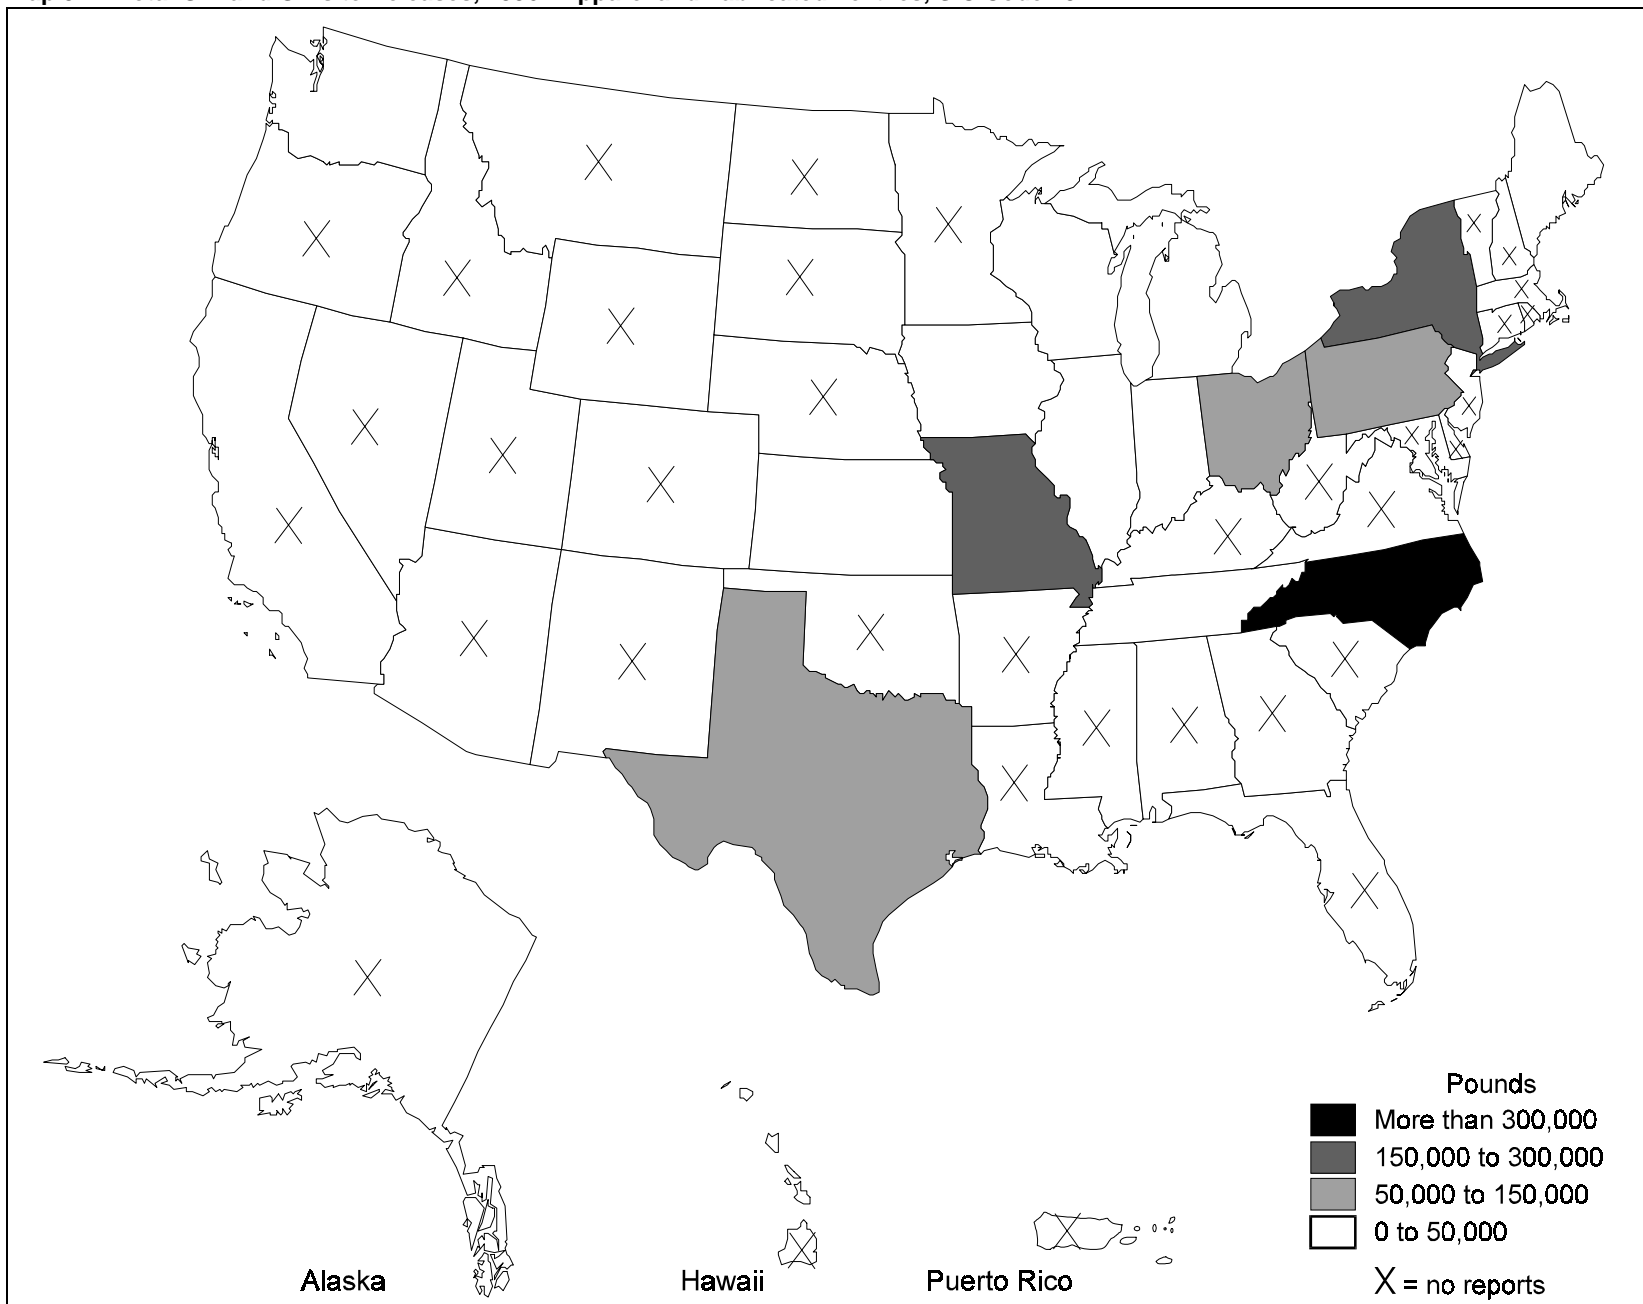 Pounds
More than 300,000
150,000 to 300,000
50,000 to 150,000
0 to 50,000
X = no reports
Alaska
Hawaii
Puerto Rico